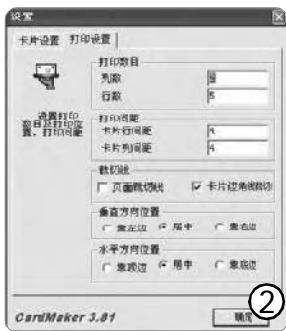 设置
卡片设置 打印设置
打印数目
列数
行数 5
设置打印
数目及打印位
置、打印间距
打印间距
卡片行间距 4
卡片列间距 4
裁切线
页面裁切线 卡片边角线裁切
垂直方向位置
靠左边 居中 靠右边
水平方向位置
靠顶边 居中 靠底边
CardMaker 3.81
确定
②